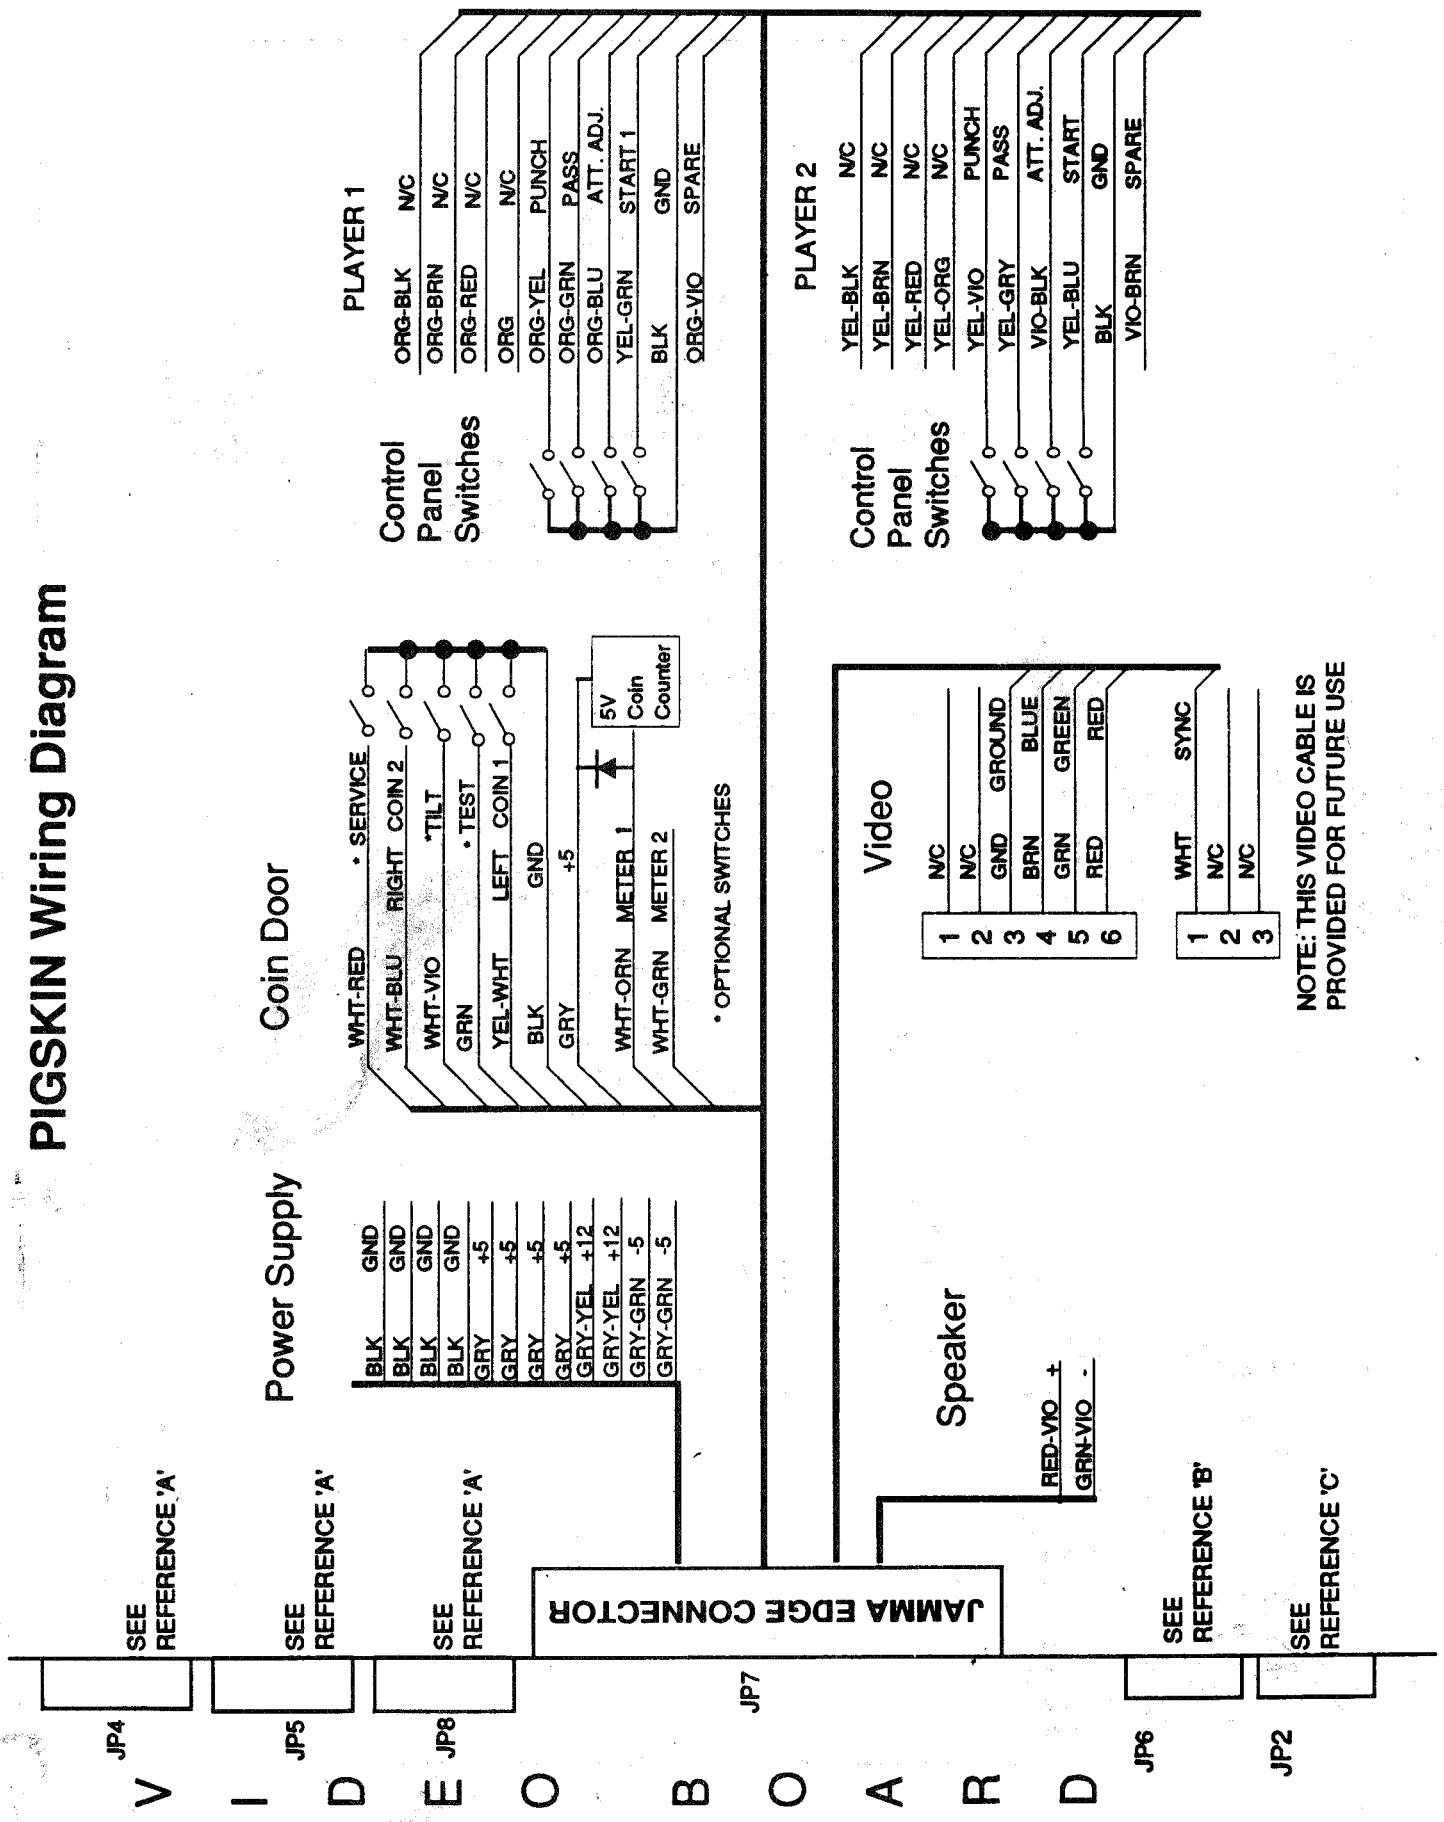 PIGSKIN Wiring Diagram
VIDEO BOARD
JP4
SEE
REFERENCE 'A'
JP5
SEE
REFERENCE 'A'
JP8
SEE
REFERENCE 'A'
JP7
JAMMA EDGE CONNECTOR
JP6
SEE
REFERENCE 'B'
JP2
SEE
REFERENCE 'C'
Power Supply
BLK GND
BLK GND
BLK GND
BLK GND
GRY +5
GRY +5
GRY +5
GRY +5
GRY-YEL +12
GRY-YEL +12
GRY-GRN -5
GRY-GRN -5
Speaker
RED-VIO +
GRN-VIO -
Coin Door
WHT-RED * SERVICE
WHT-BLU RIGHT COIN 2
WHT-VIO *TILT
GRN * TEST
YEL-WHT LEFT COIN 1
BLK GND
GRY +5
WHT-ORN METER 1
WHT-GRN METER 2
5V
Coin
Counter
* OPTIONAL SWITCHES
Video
1 N/C
2 N/C
3 GND GROUND
4 BRN BLUE
5 GRN GREEN
6 RED RED
1 WHT SYNC
2 N/C
3 N/C
NOTE: THIS VIDEO CABLE IS
PROVIDED FOR FUTURE USE
Control
Panel
Switches
PLAYER 1
ORG-BLK N/C
ORG-BRN N/C
ORG-RED N/C
ORG N/C
ORG-YEL PUNCH
ORG-GRN PASS
ORG-BLU ATT. ADJ.
YEL-GRN START 1
BLK GND
ORG-VIO SPARE
Control
Panel
Switches
PLAYER 2
YEL-BLK N/C
YEL-BRN N/C
YEL-RED N/C
YEL-ORG N/C
YEL-VIO PUNCH
YEL-GRY PASS
VIO-BLK ATT. ADJ.
YEL-BLU START
BLK GND
VIO-BRN SPARE